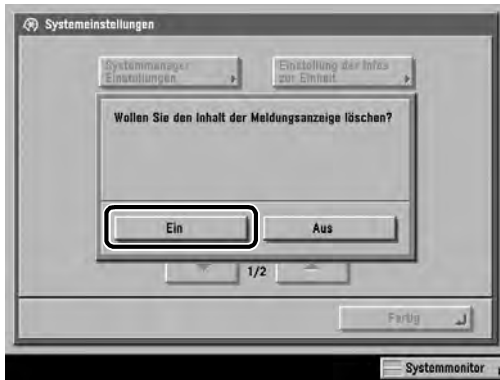 Systemeinstellungen
Systemmanager
Einstellungen
Einstellung der Infos
zur Einheit
Wollen Sie den Inhalt der Meldungsanzeige löschen?
Ein
Aus
1/2
Fertig
Systemmonitor